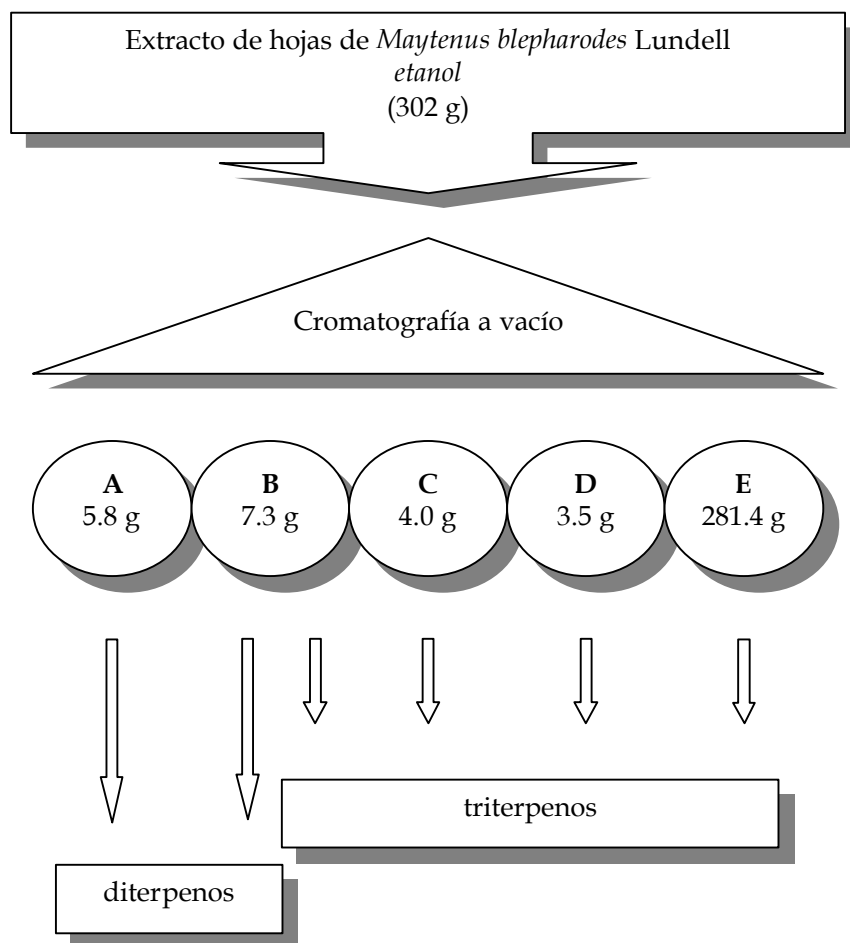 Extracto de hojas de Maytenus blepharodes Lundell
etanol
(302 g)
Cromatografía a vacío
A
5.8 g
B
7.3 g
C
4.0 g
D
3.5 g
E
281.4 g
triterpenos
diterpenos